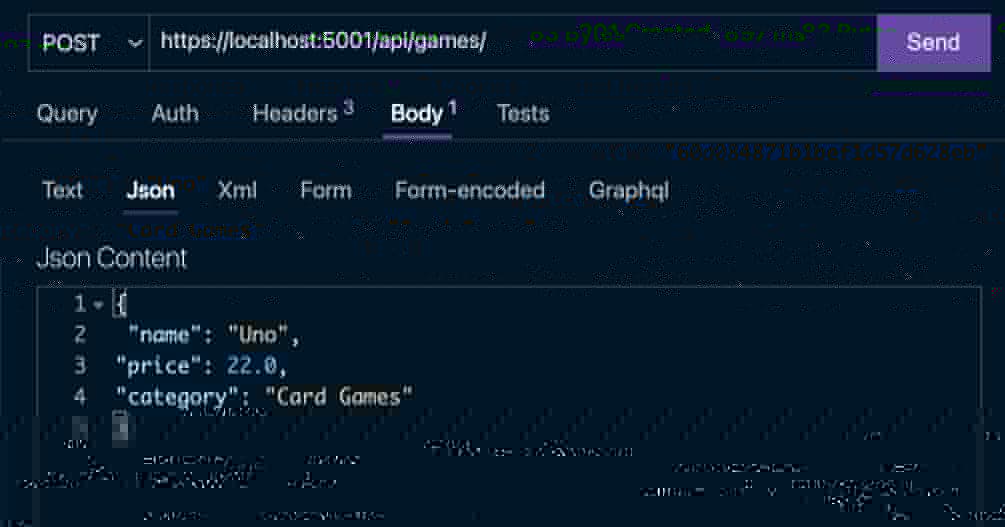 POST https://localhost:5001/api/games/ Send
Query Auth Headers 3 Body 1 Tests
Text Json Xml Form Form-encoded Graphql
Json Content
1 {
2 "name": "Uno",
3 "price": 22.0,
4 "category": "Card Games"
5 }